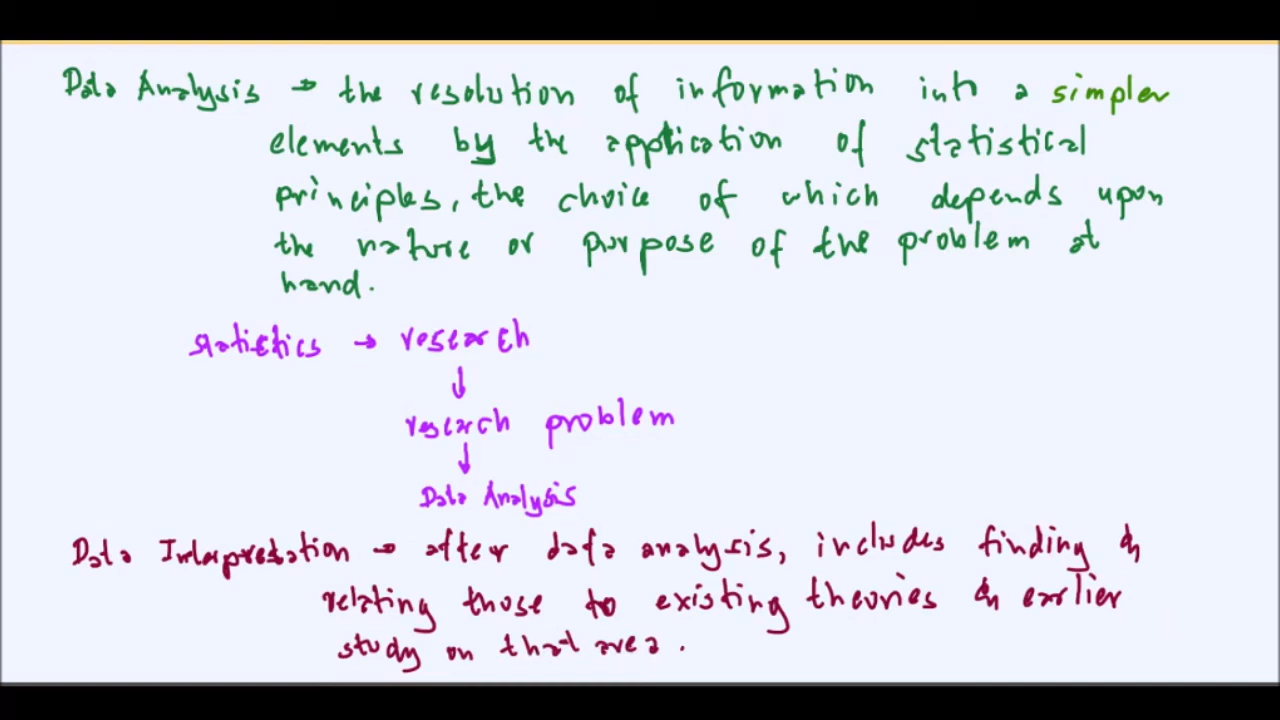 Data Analysis → the resolution of information into a simpler
elements by the application of statistical
principles, the choice of which depends upon
the nature or purpose of the problem at
hand.
statistics → research
↓
research problem
↓
Data Analysis
Data Interpretation → after data analysis, includes finding &
relating those to existing theories & earlier
study on that area.